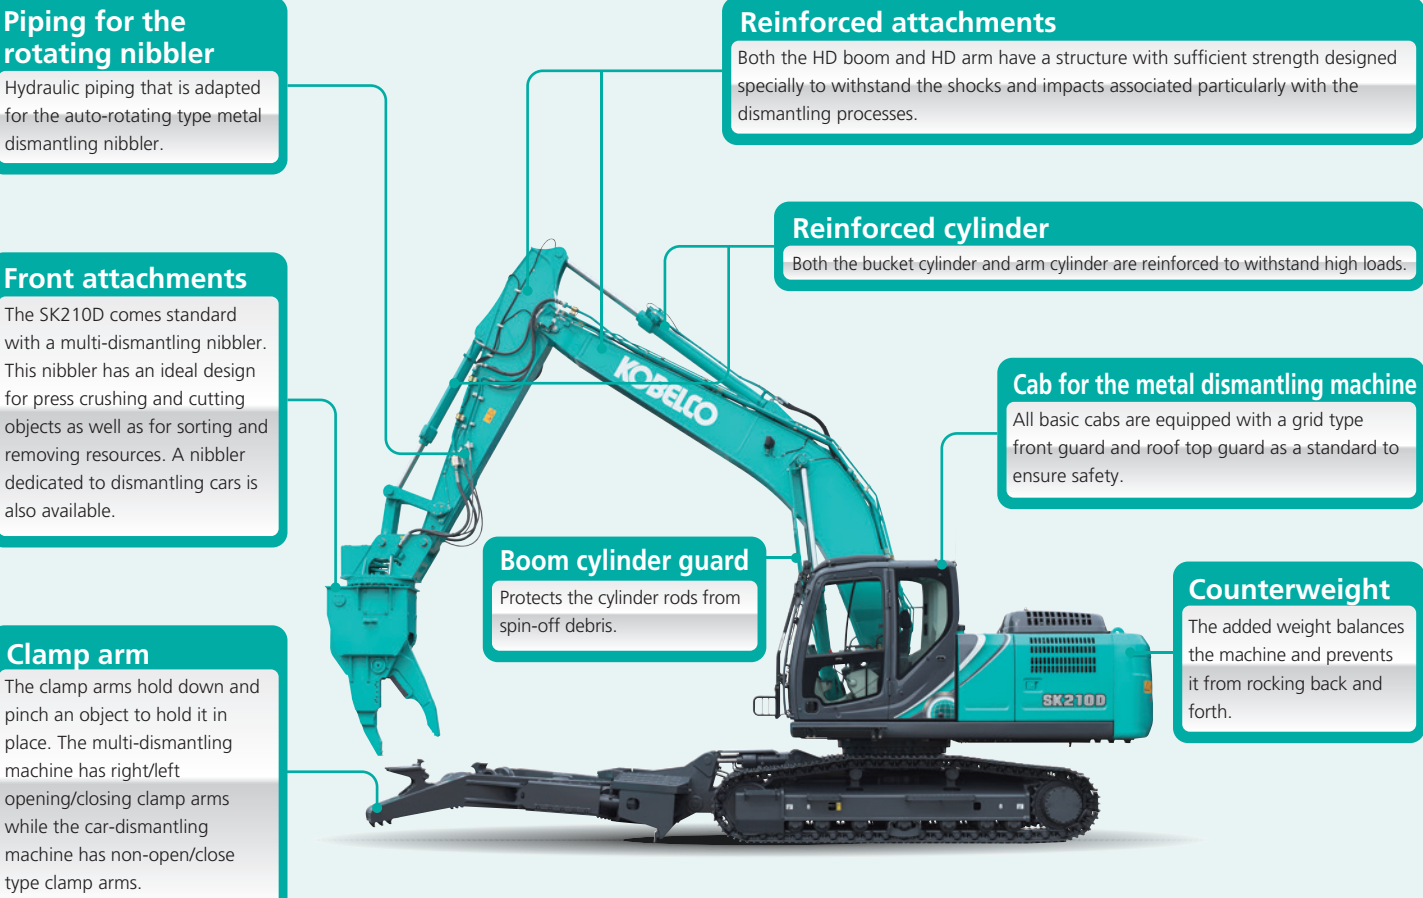 Piping for the
rotating nibbler
Hydraulic piping that is adapted
for the auto-rotating type metal
dismantling nibbler.
Reinforced attachments
Both the HD boom and HD arm have a structure with sufficient strength designed
specially to withstand the shocks and impacts associated particularly with the
dismantling processes.
Reinforced cylinder
Both the bucket cylinder and arm cylinder are reinforced to withstand high loads.
Front attachments
The SK210D comes standard
with a multi-dismantling nibbler.
This nibbler has an ideal design
for press crushing and cutting
objects as well as for sorting and
removing resources. A nibbler
dedicated to dismantling cars is
also available.
KOBELCO
Cab for the metal dismantling machine
All basic cabs are equipped with a grid type
front guard and roof top guard as a standard to
ensure safety.
Boom cylinder guard
Protects the cylinder rods from
spin-off debris.
Counterweight
The added weight balances
the machine and prevents
it from rocking back and
forth.
SK210D
Clamp arm
The clamp arms hold down and
pinch an object to hold it in
place. The multi-dismantling
machine has right/left
opening/closing clamp arms
while the car-dismantling
machine has non-open/close
type clamp arms.